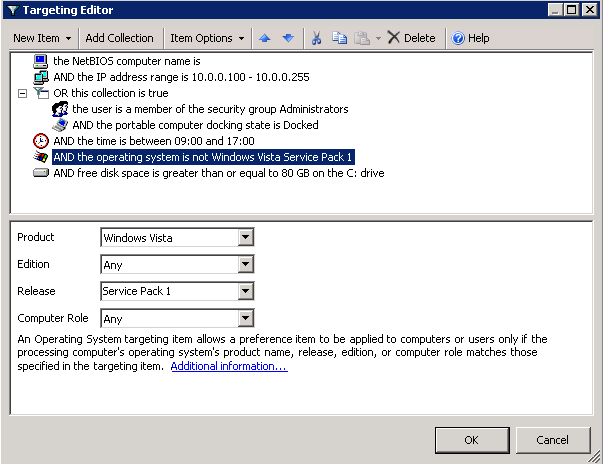 Targeting Editor
New Item Add Collection Item Options Delete Help
the NetBIOS computer name is
AND the IP address range is 10.0.0.100 - 10.0.0.255
OR this collection is true
the user is a member of the security group Administrators
AND the portable computer docking state is Docked
AND the time is between 09:00 and 17:00
AND the operating system is not Windows Vista Service Pack 1
AND free disk space is greater than or equal to 80 GB on the C: drive
Product Windows Vista
Edition Any
Release Service Pack 1
Computer Role Any
An Operating System targeting item allows a preference item to be applied to computers or users only if the
processing computer's operating system's product name, release, edition, or computer role matches those
specified in the targeting item. Additional information...
OK Cancel